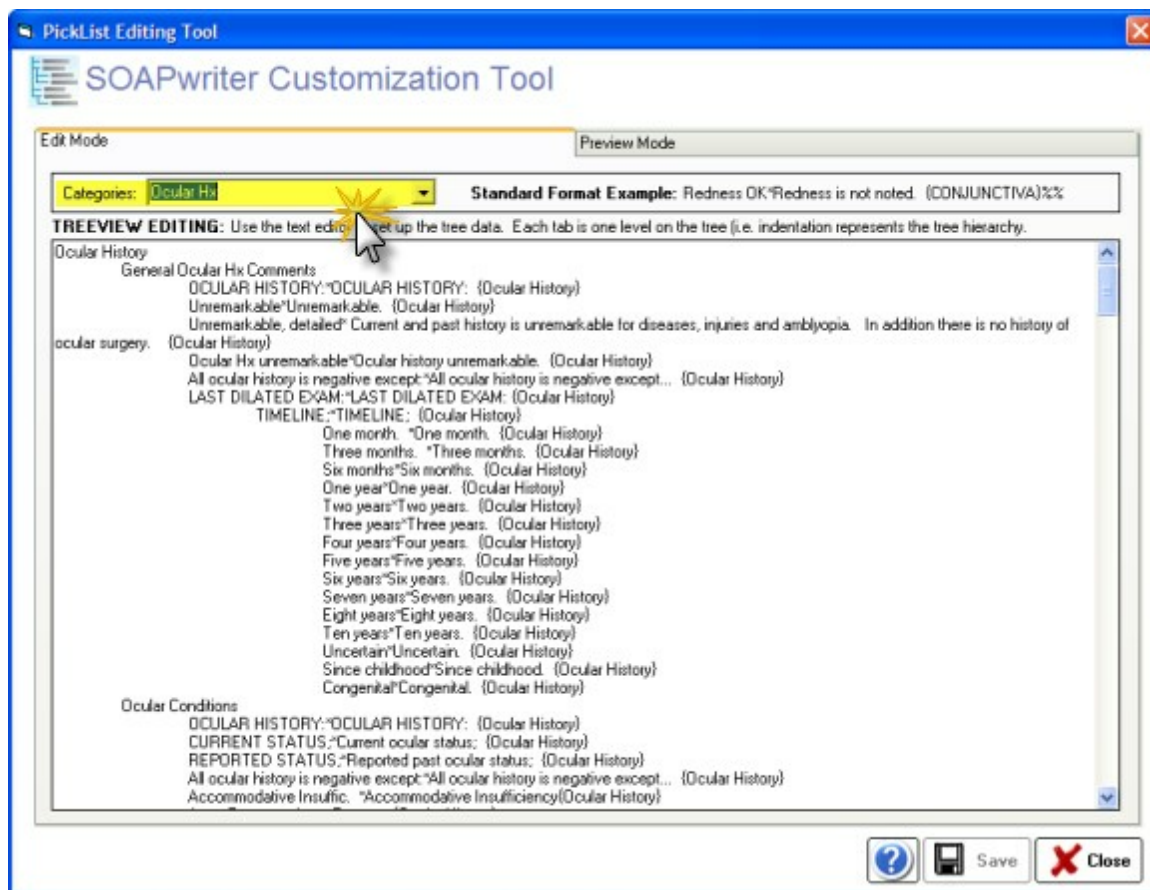 PickList Editing Tool
SOAPwriter Customization Tool
Edit Mode
Preview Mode
Categories: Ocular Hx
Standard Format Example: Redness OK*Redness is not noted. {CONJUNCTIVA}%%
TREEVIEW EDITING: Use the text set up the tree data. Each tab is one level on the tree (i.e. indentation represents the tree hierarchy.
Ocular History
General Ocular Hx Comments
OCULAR HISTORY:*OCULAR HISTORY: {Ocular History}
Unremarkable*Unremarkable. {Ocular History}
Unremarkable, detailed* Current and past history is unremarkable for diseases, injuries and amblyopia. In addition there is no history of
ocular surgery. {Ocular History}
Ocular Hx unremarkable*Ocular history unremarkable. {Ocular History}
All ocular history is negative except:*All ocular history is negative except... {Ocular History}
LAST DILATED EXAM:*LAST DILATED EXAM: {Ocular History}
TIMELINE;*TIMELINE; {Ocular History}
One month. *One month. {Ocular History}
Three months. *Three months. {Ocular History}
Six months*Six months. {Ocular History}
One year*One year. {Ocular History}
Two years*Two years. {Ocular History}
Three years*Three years. {Ocular History}
Four years*Four years. {Ocular History}
Five years*Five years. {Ocular History}
Six years*Six years. {Ocular History}
Seven years*Seven years. {Ocular History}
Eight years*Eight years. {Ocular History}
Ten years*Ten years. {Ocular History}
Uncertain*Uncertain. {Ocular History}
Since childhood*Since childhood. {Ocular History}
Congenital*Congenital. {Ocular History}
Ocular Conditions
OCULAR HISTORY:*OCULAR HISTORY: {Ocular History}
CURRENT STATUS;*Current ocular status; {Ocular History}
REPORTED STATUS;*Reported past ocular status; {Ocular History}
All ocular history is negative except:*All ocular history is negative except... {Ocular History}
Accommodative Insuffic. *Accommodative Insufficiency{Ocular History}
Save
Close